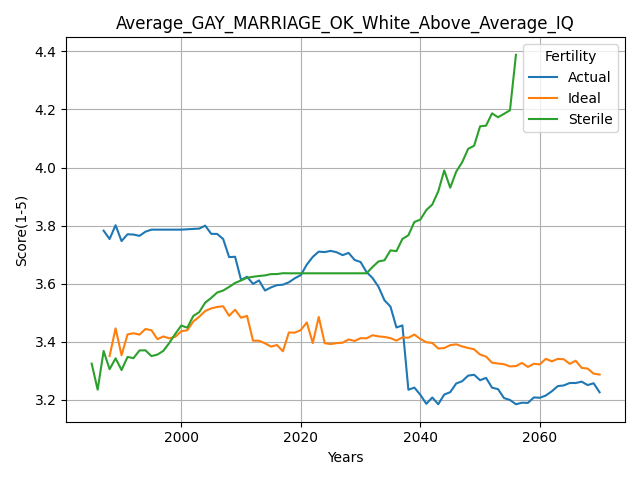 Average_GAY_MARRIAGE_OK_White_Above_Average_IQ
Fertility
Actual
Ideal
Sterile
Score(1-5)
4.4
4.2
4.0
3.8
3.6
3.4
3.2
2000
2020
2040
2060
Years